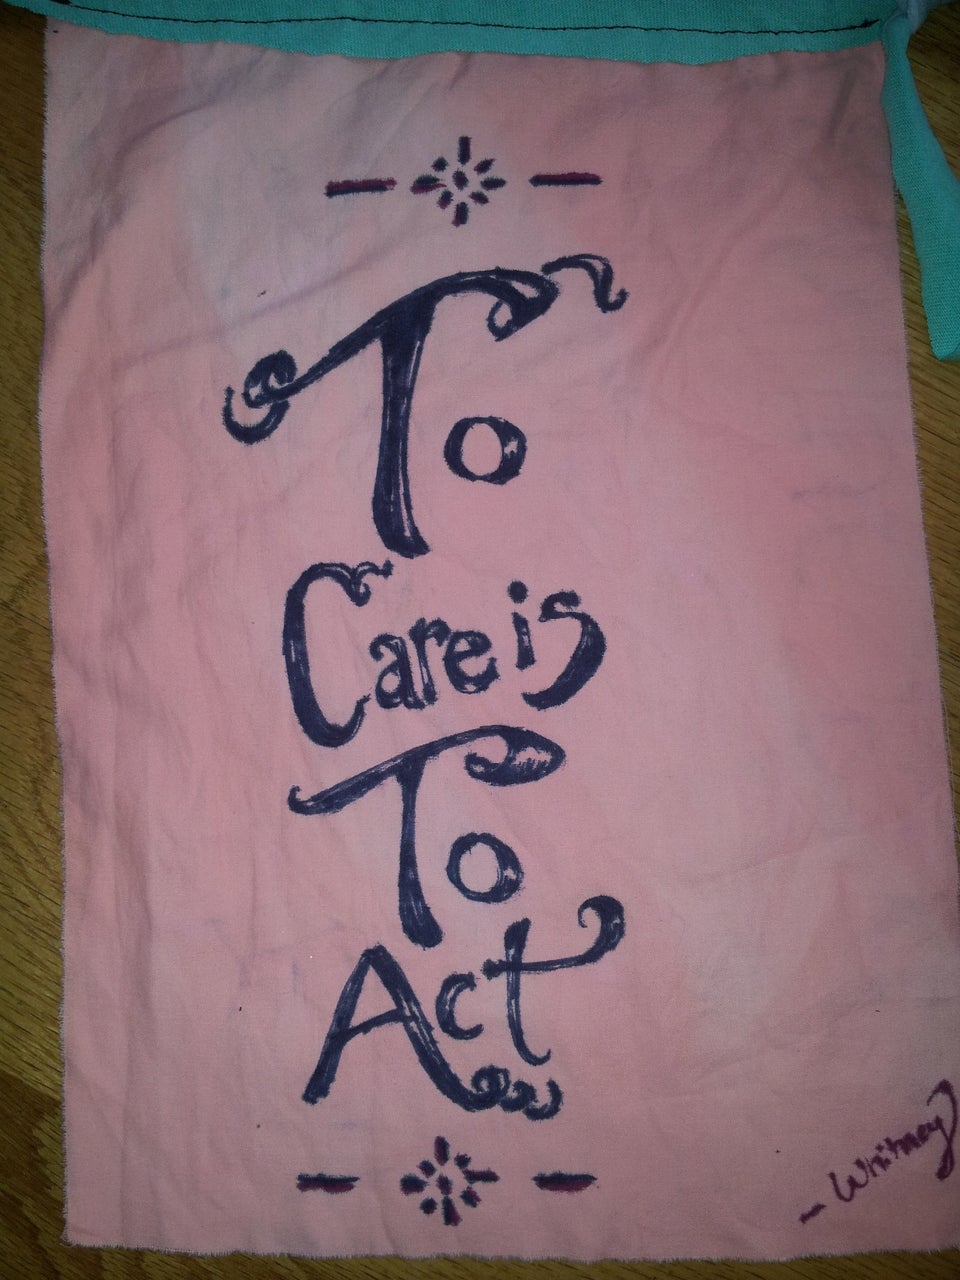 To
Care is
To
Act
- Whitney